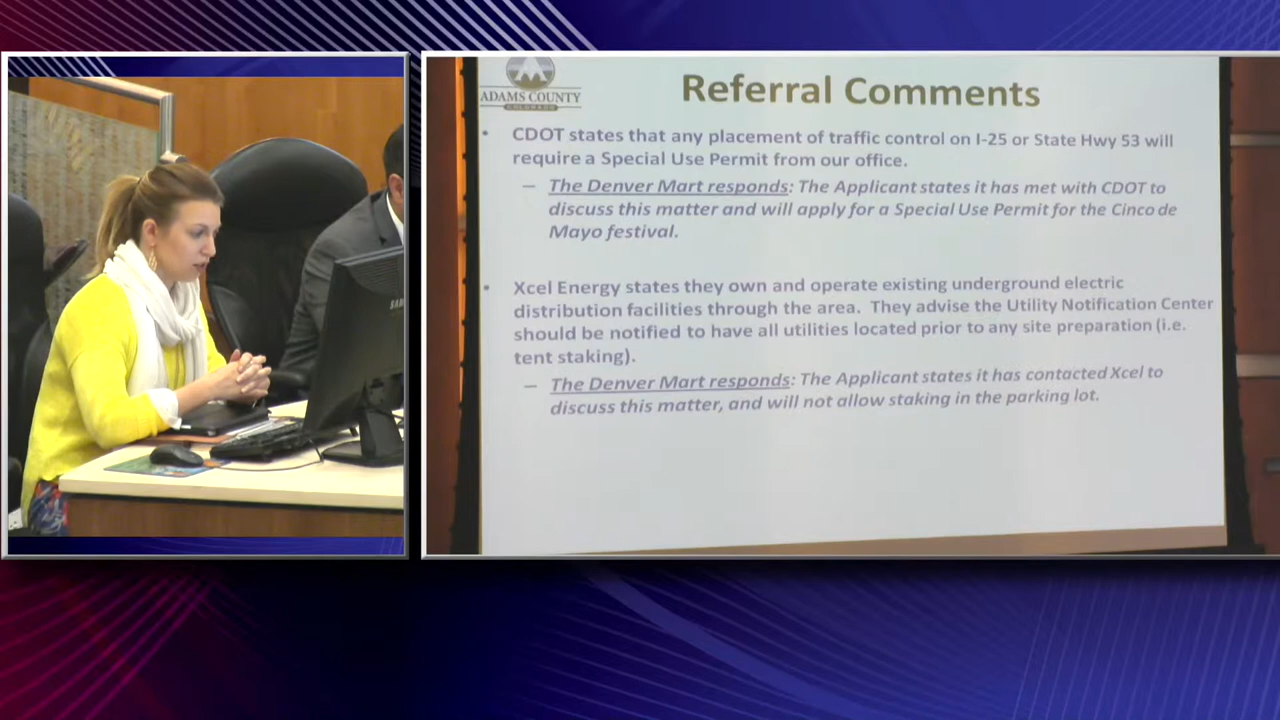 ADAMS COUNTY
COLORADO
Referral Comments
• CDOT states that any placement of traffic control on I-25 or State Hwy 53 will
require a Special Use Permit from our office.
– The Denver Mart responds: The Applicant states it has met with CDOT to
discuss this matter and will apply for a Special Use Permit for the Cinco de
Mayo festival.
• Xcel Energy states they own and operate existing underground electric
distribution facilities through the area. They advise the Utility Notification Center
should be notified to have all utilities located prior to any site preparation (i.e.
tent staking).
– The Denver Mart responds: The Applicant states it has contacted Xcel to
discuss this matter, and will not allow staking in the parking lot.